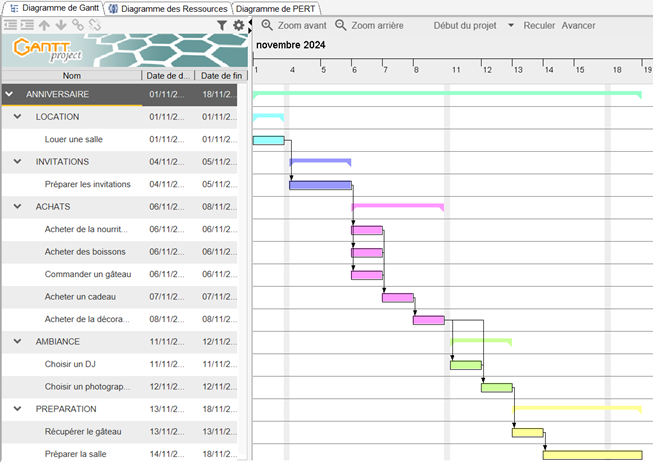 Diagramme de Gantt Diagramme des Ressources Diagramme de PERT
Zoom avant Zoom arrière Début du projet Reculer Avancer
GANTT project
novembre 2024
Nom Date de d... Date de fin
1 4 5 6 7 8 11 12 13 14 15 18 19
ANNIVERSAIRE 01/11/2... 18/11/2...
LOCATION 01/11/2... 01/11/2...
Louer une salle 01/11/2... 01/11/2...
INVITATIONS 04/11/2... 05/11/2...
Préparer les invitations 04/11/2... 05/11/2...
ACHATS 06/11/2... 08/11/2...
Acheter de la nourrit... 06/11/2... 06/11/2...
Acheter des boissons 06/11/2... 06/11/2...
Commander un gâteau 06/11/2... 06/11/2...
Acheter un cadeau 07/11/2... 07/11/2...
Acheter de la décora... 08/11/2... 08/11/2...
AMBIANCE 11/11/2... 12/11/2...
Choisir un DJ 11/11/2... 11/11/2...
Choisir un photograp... 12/11/2... 12/11/2...
PREPARATION 13/11/2... 18/11/2...
Récupérer le gâteau 13/11/2... 13/11/2...
Préparer la salle 14/11/2... 18/11/2...